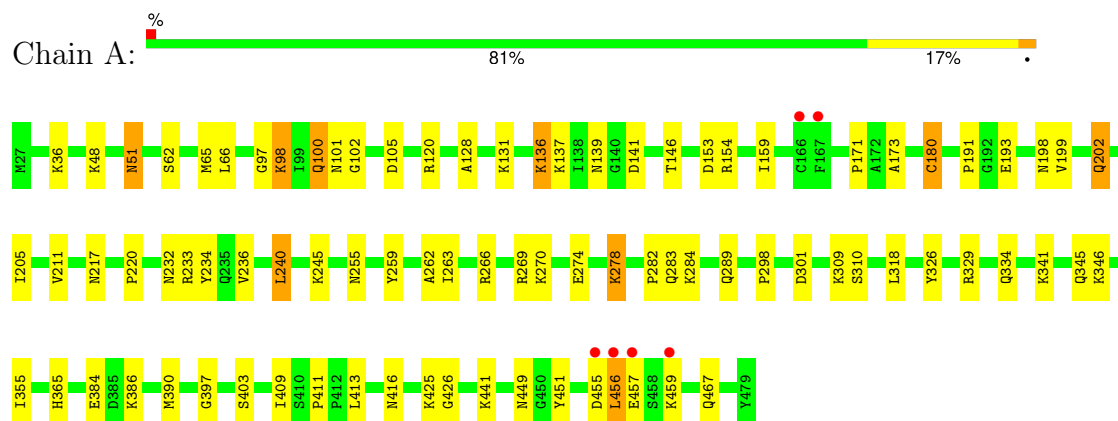 %
Chain A:
81% 17% •
M27 K36 K48 N51 S62 M65 L66 G97 K98 I99 Q100 N101 G102 D105 R120 A128 K131 K136 K137 I138 N139 G140 D141 T146 D153 R154 I159 C166 F167 P171 A172 A173 C180 P191 G192 E193 N198 V199 Q202
I205 V211 N217 P220 N232 R233 Y234 Q235 V236 L240 K245 N255 Y259 A262 I263 R266 R269 K270 E274 K278 P282 Q283 K284 Q289 P298 D301 K309 S310 L318 Y326 R329 Q334 K341 Q345 K346
I355 H365 E384 D385 K386 M390 G397 S403 I409 S410 P411 P412 L413 N416 K425 G426 K441 N449 G450 Y451 D455 L456 E457 S458 K459 Q467 Y479